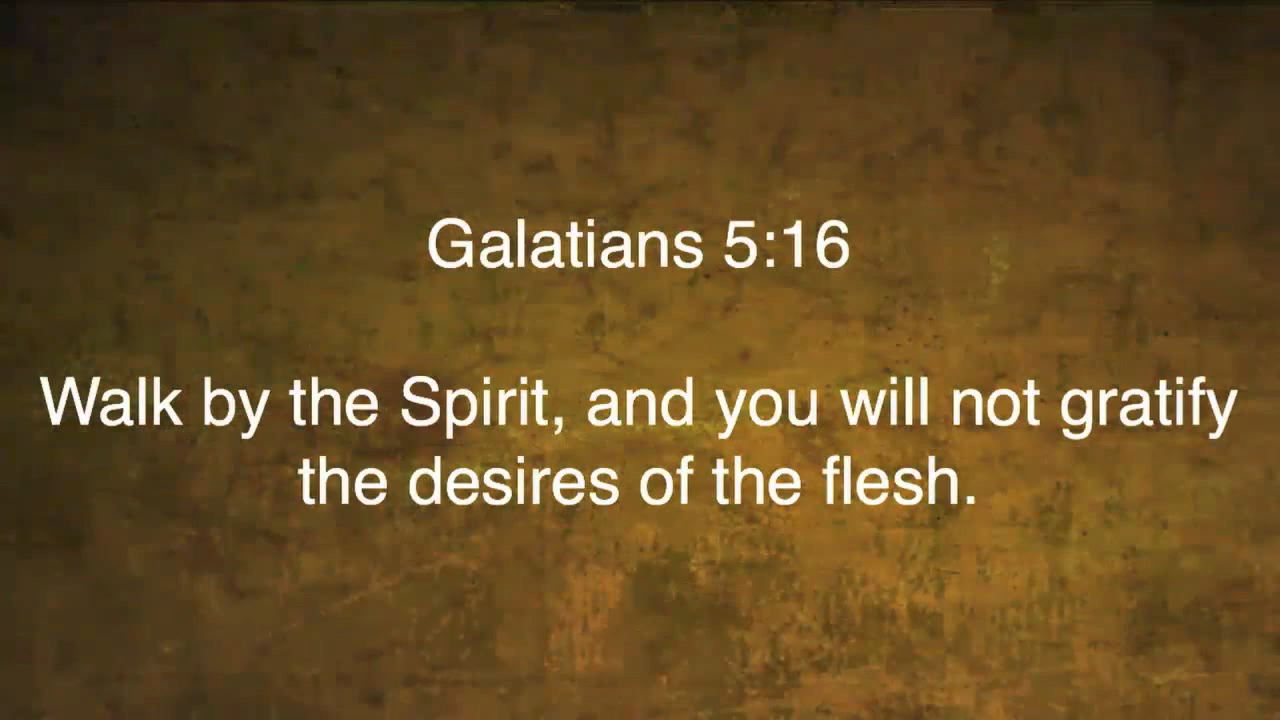 Galatians 5:16
Walk by the Spirit, and you will not gratify
the desires of the flesh.